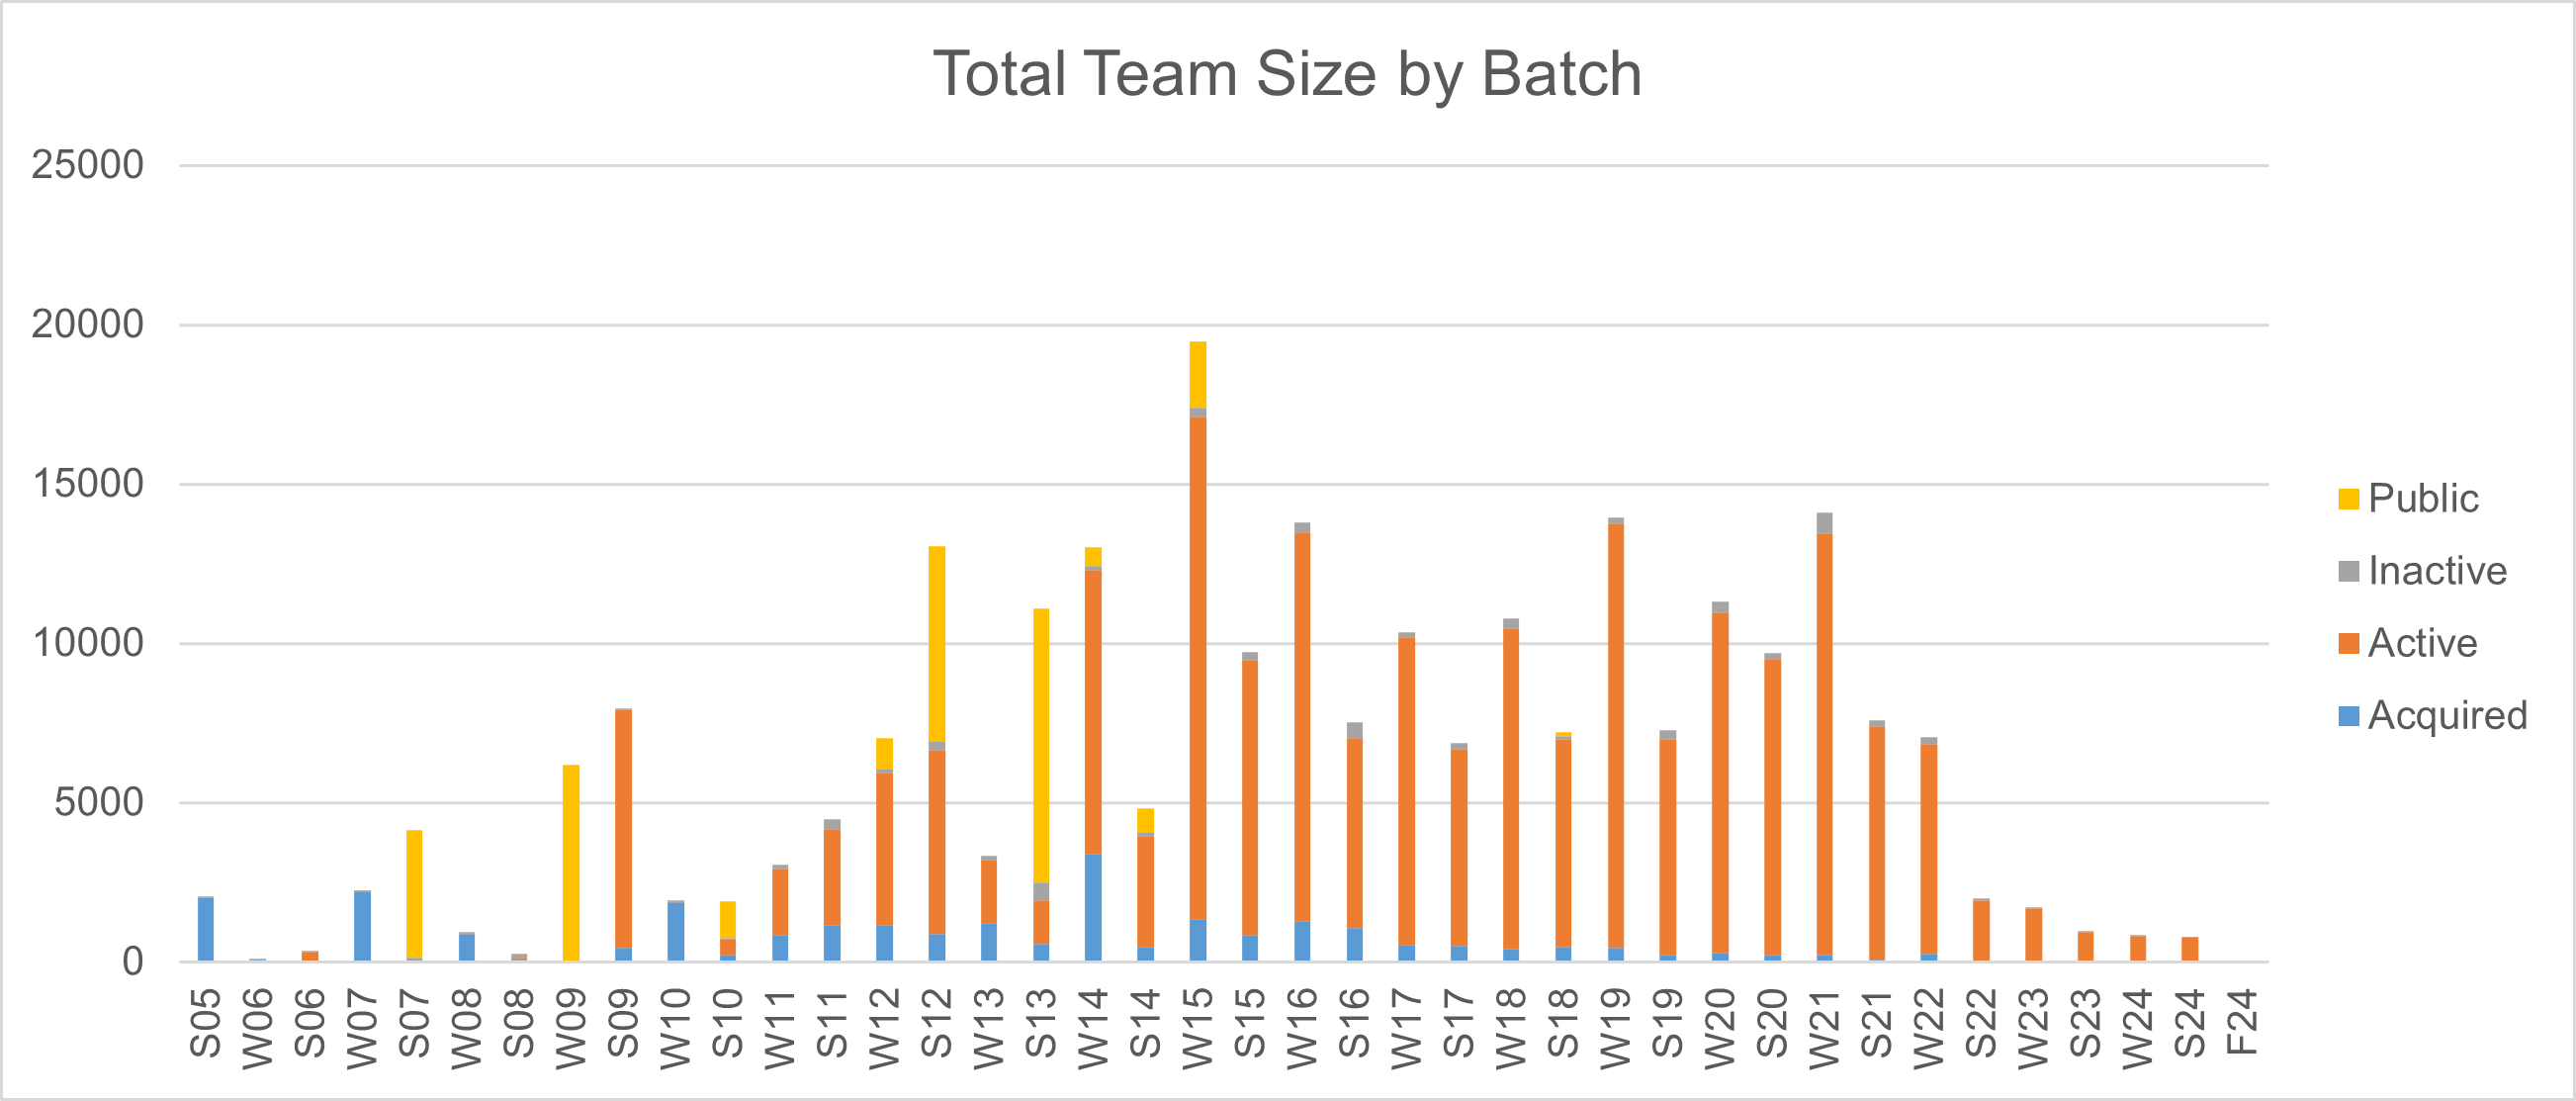 Total Team Size by Batch
25000
20000
15000
10000
5000
0
S05 W06 S06 W07 S07 W08 S08 W09 S09 W10 S10 W11 S11 W12 S12 W13 S13 W14 S14 W15 S15 W16 S16 W17 S17 W18 S18 W19 S19 W20 S20 W21 S21 W22 S22 W23 S23 W24 S24 F24
Public
Inactive
Active
Acquired